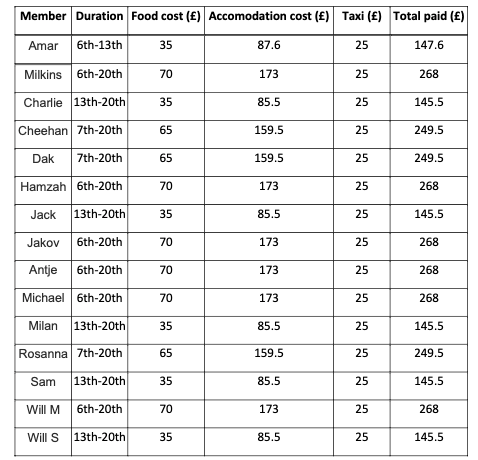 Member Duration Food cost (£) Accomodation cost (£) Taxi (£) Total paid (£)
Amar 6th-13th 35 87.6 25 147.6
Milkins 6th-20th 70 173 25 268
Charlie 13th-20th 35 85.5 25 145.5
Cheehan 7th-20th 65 159.5 25 249.5
Dak 7th-20th 65 159.5 25 249.5
Hamzah 6th-20th 70 173 25 268
Jack 13th-20th 35 85.5 25 145.5
Jakov 6th-20th 70 173 25 268
Antje 6th-20th 70 173 25 268
Michael 6th-20th 70 173 25 268
Milan 13th-20th 35 85.5 25 145.5
Rosanna 7th-20th 65 159.5 25 249.5
Sam 13th-20th 35 85.5 25 145.5
Will M 6th-20th 70 173 25 268
Will S 13th-20th 35 85.5 25 145.5